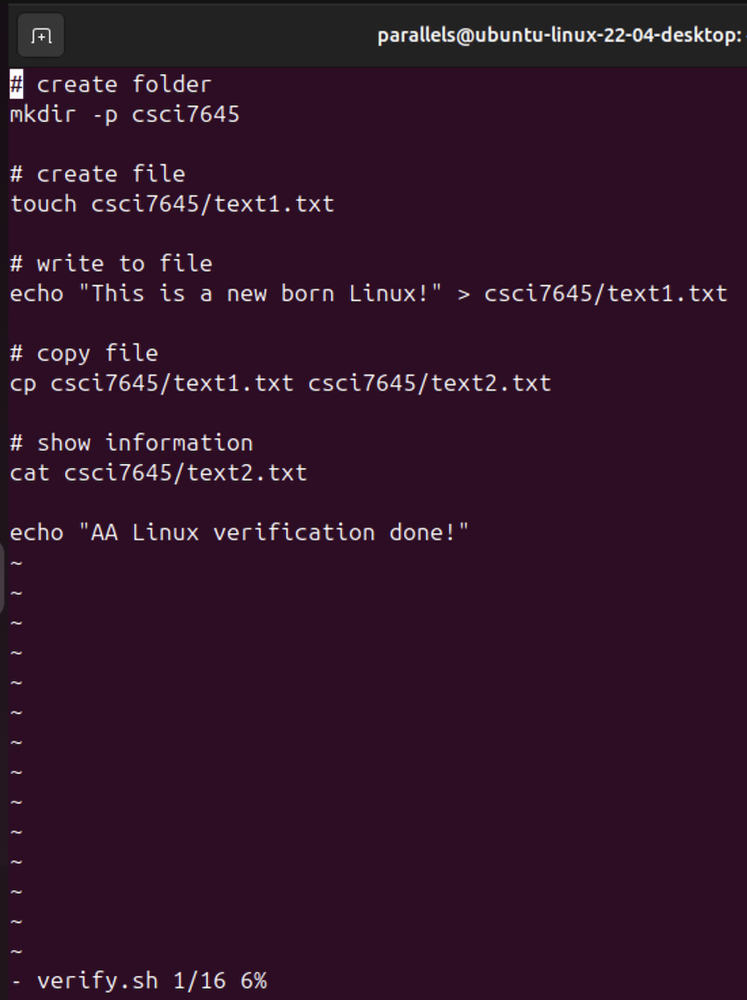 parallels@ubuntu-linux-22-04-desktop:
# create folder
mkdir -p csci7645
# create file
touch csci7645/text1.txt
# write to file
echo "This is a new born Linux!" > csci7645/text1.txt
# copy file
cp csci7645/text1.txt csci7645/text2.txt
# show information
cat csci7645/text2.txt
echo "AA Linux verification done!"
~
~
~
~
~
~
~
~
~
~
~
~
~
~
- verify.sh 1/16 6%